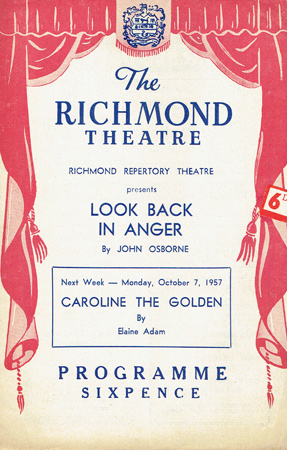 The
RICHMOND
THEATRE
RICHMOND REPERTORY THEATRE
presents
LOOK BACK
IN ANGER
By JOHN OSBORNE
Next Week — Monday, October 7, 1957
CAROLINE THE GOLDEN
By
Elaine Adam
PROGRAMME
SIXPENCE